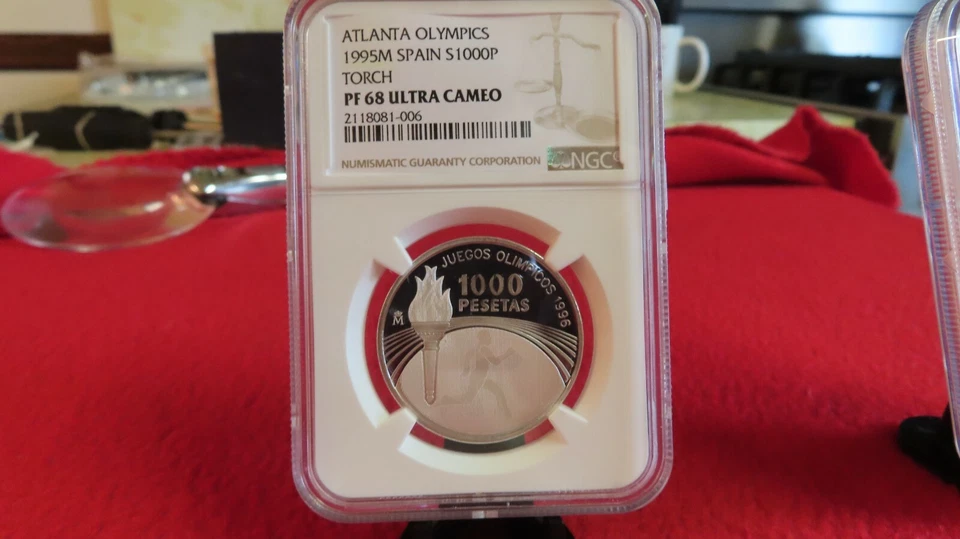 ATLANTA OLYMPICS
1995M SPAIN S1000P
TORCH
PF 68 ULTRA CAMEO
2118081-006
NUMISMATIC GUARANTY CORPORATION
NGC
JUEGOS OLIMPICOS 1996
1000
PESETAS
M